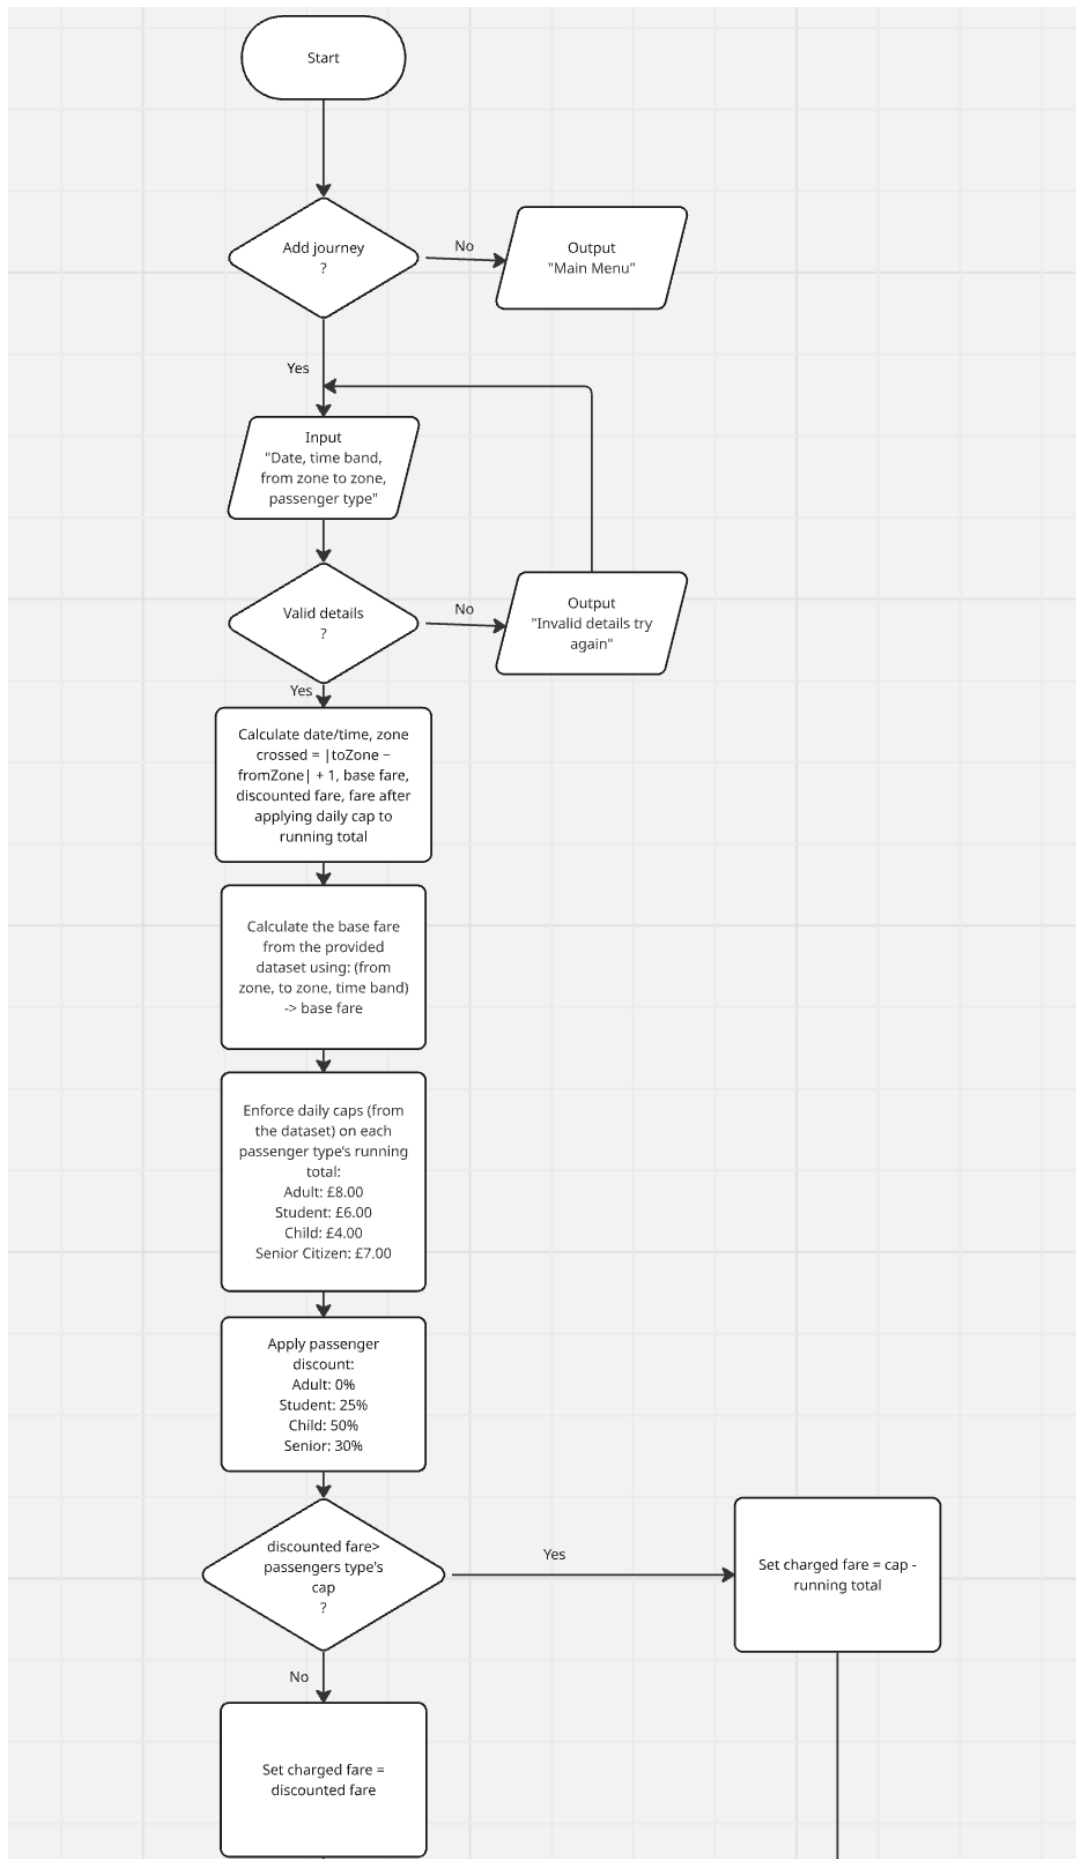 Start
Add journey
?
No
Output
"Main Menu"
Yes
Input
"Date, time band,
from zone to zone,
passenger type"
Valid details
?
No
Output
"Invalid details try
again"
Yes
Calculate date/time, zone
crossed = |toZone −
fromZone| + 1, base fare,
discounted fare, fare after
applying daily cap to
running total
Calculate the base fare
from the provided
dataset using: (from
zone, to zone, time band)
-> base fare
Enforce daily caps (from
the dataset) on each
passenger type’s running
total:
Adult: £8.00
Student: £6.00
Child: £4.00
Senior Citizen: £7.00
Apply passenger
discount:
Adult: 0%
Student: 25%
Child: 50%
Senior: 30%
discounted fare>
passengers type's
cap
?
Yes
Set charged fare = cap -
running total
No
Set charged fare =
discounted fare